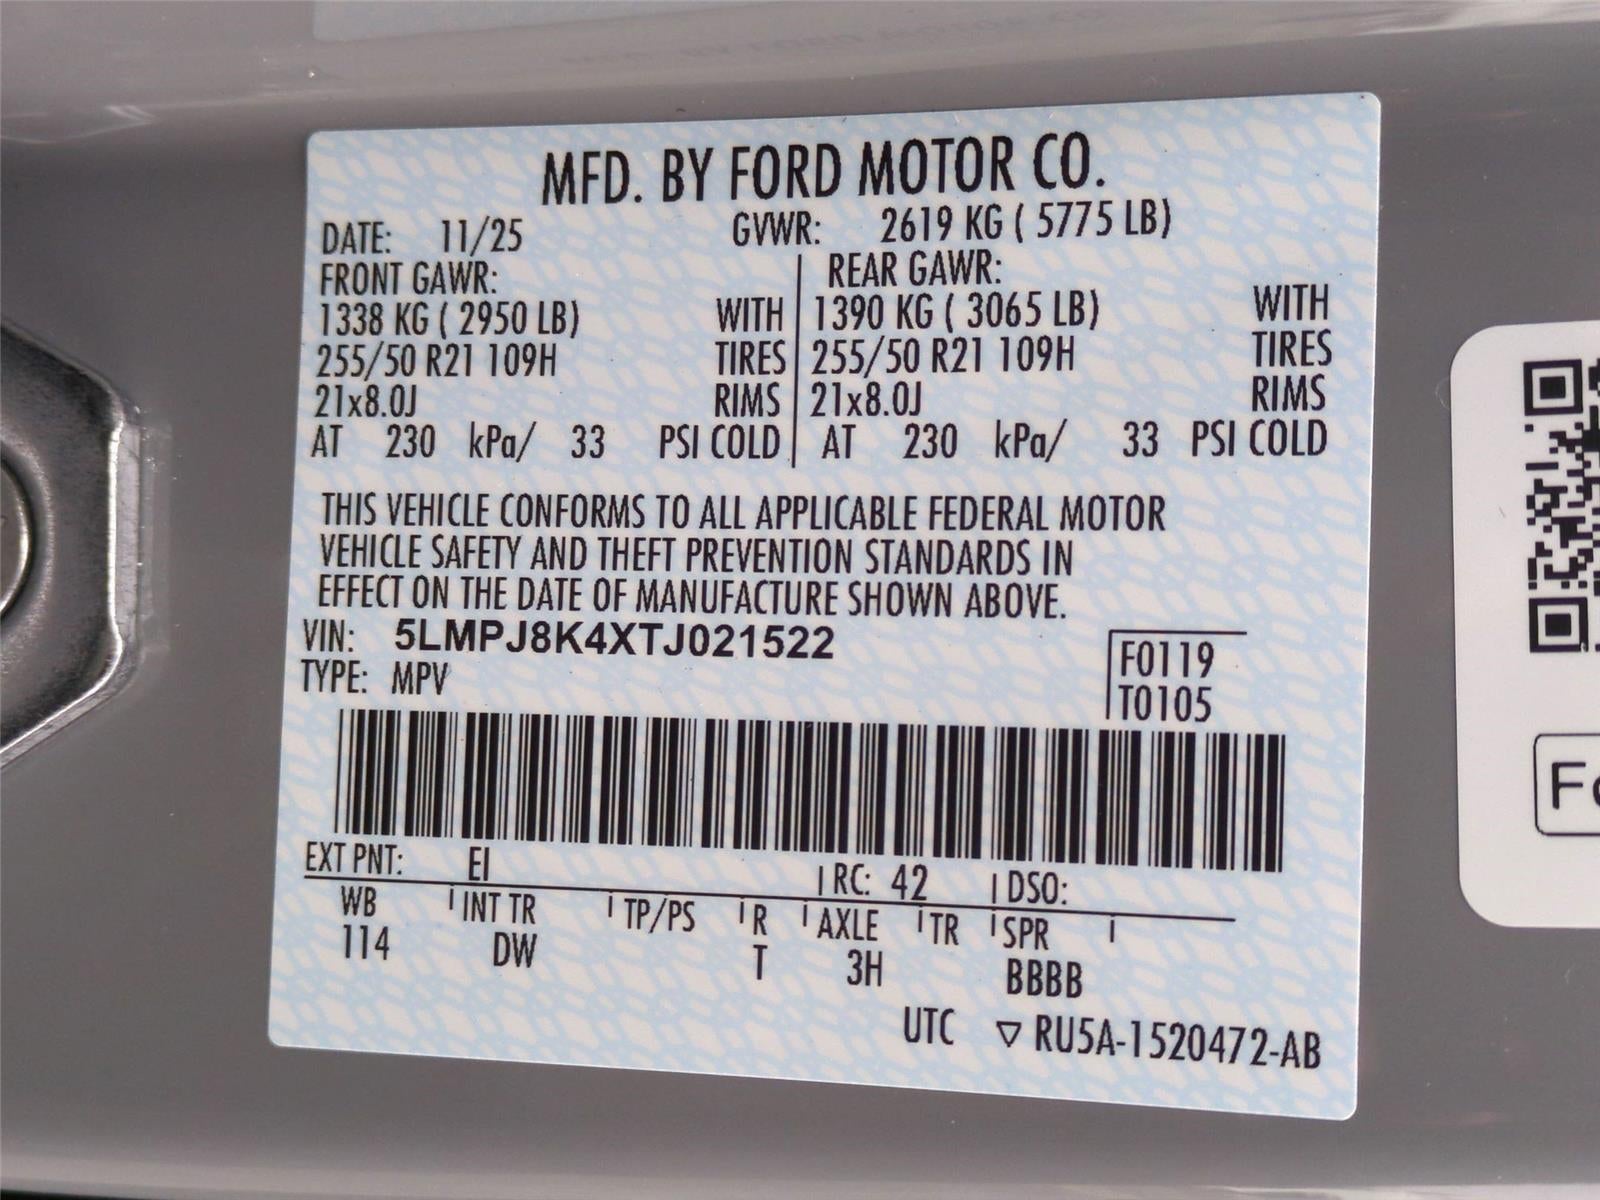 MFD. BY FORD MOTOR CO.
DATE: 11/25 GVWR: 2619 KG ( 5775 LB)
FRONT GAWR: REAR GAWR:
1338 KG ( 2950 LB) WITH 1390 KG ( 3065 LB) WITH
255/50 R21 109H TIRES 255/50 R21 109H TIRES
21x8.0J RIMS 21x8.0J RIMS
AT 230 kPa/ 33 PSI COLD AT 230 kPa/ 33 PSI COLD
THIS VEHICLE CONFORMS TO ALL APPLICABLE FEDERAL MOTOR
VEHICLE SAFETY AND THEFT PREVENTION STANDARDS IN
EFFECT ON THE DATE OF MANUFACTURE SHOWN ABOVE.
VIN: 5LMPJ8K4XTJ021522
TYPE: MPV
F0119
T0105
EXT PNT: EI RC: 42 DSO:
WB INT TR TP/PS R AXLE TR SPR
114 DW T 3H BBBB
UTC ▽ RU5A-1520472-AB